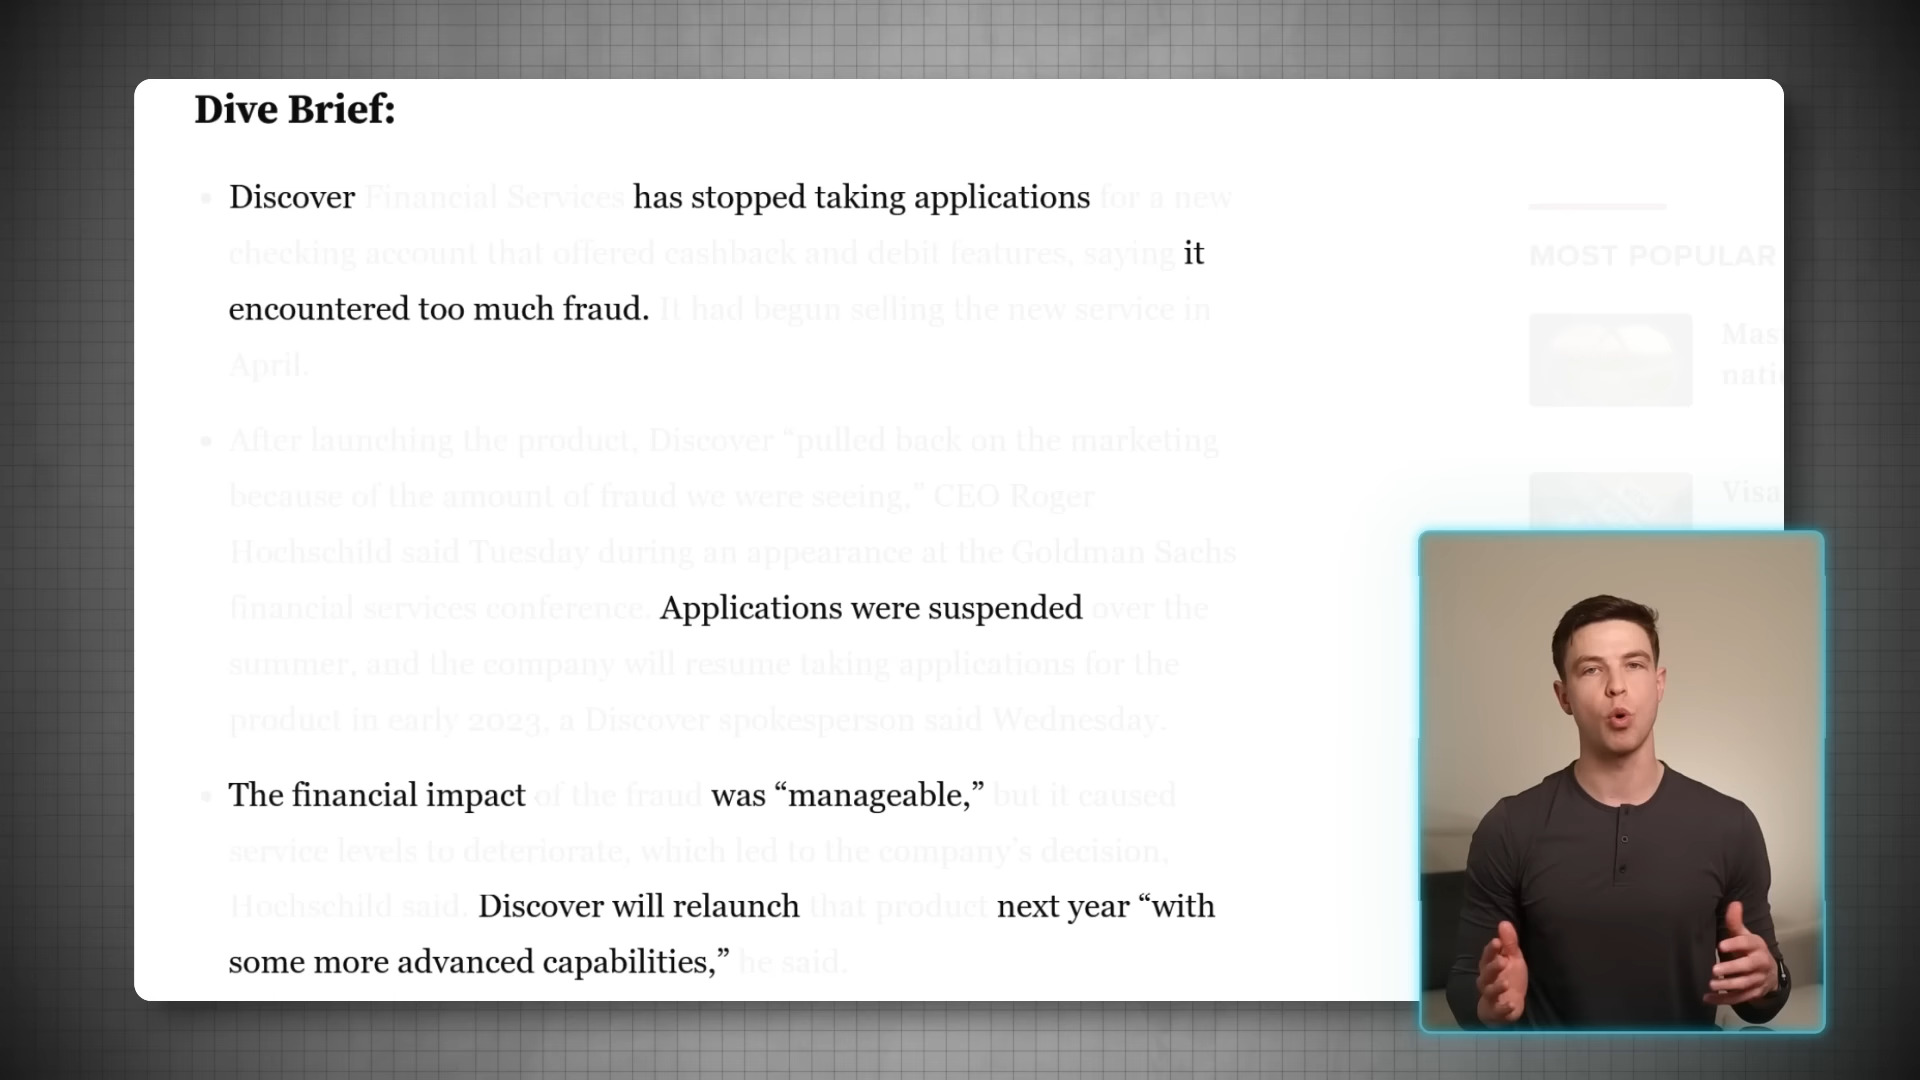 Dive Brief:
Discover Financial Services has stopped taking applications for a new
checking account that offered cashback and debit features, saying it
encountered too much fraud. It had begun selling the new service in
April.
After launching the product, Discover “pulled back on the marketing
because of the amount of fraud we were seeing,” CEO Roger
Hochschild said Tuesday during an appearance at the Goldman Sachs
financial services conference. Applications were suspended over the
summer, and the company will resume taking applications for the
product in early 2023, a Discover spokesperson said Wednesday.
The financial impact of the fraud was “manageable,” but it caused
service levels to deteriorate, which led to the company’s decision,
Hochschild said. Discover will relaunch that product next year “with
some more advanced capabilities,” he said.
MOST POPULAR
Visa